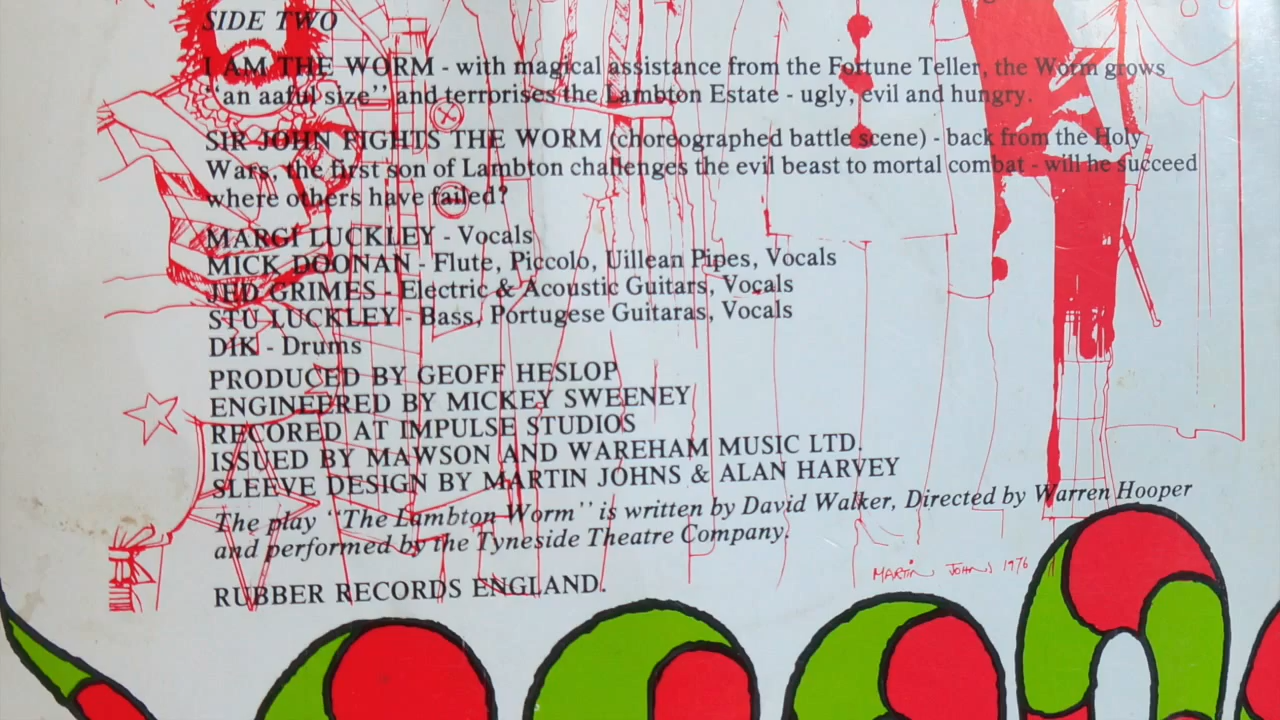 SIDE TWO
I AM THE WORM - with magical assistance from the Fortune Teller, the Worm grows
"an aaful size" and terrprises the Lambton Estate - ugly, evil and hungry.
SIR JOHN FIGHTS THE WORM (choreographed battle scene) - back from the Holy
Wars, the first son of Lambton challenges the evil beast to mortal combat - will he succeed
where others have failed?
MARGI LUCKLEY - Vocals
MICK DOONAN - Flute, Piccolo, Uillean Pipes, Vocals
JED GRIMES - Electric & Acoustic Guitars, Vocals
STU LUCKLEY - Bass, Portugese Guitaras, Vocals
DIK - Drums
PRODUCED BY GEOFF HESLOP
ENGINEERED BY MICKEY SWEENEY
RECORED AT IMPULSE STUDIOS
ISSUED BY MAWSON AND WAREHAM MUSIC LTD.
SLEEVE DESIGN BY MARTIN JOHNS & ALAN HARVEY
The play "The Lambton Worm" is written by David Walker, Directed by Warren Hooper
and performed by the Tyneside Theatre Company.
MARTIN JOHNS 1976
RUBBER RECORDS ENGLAND.